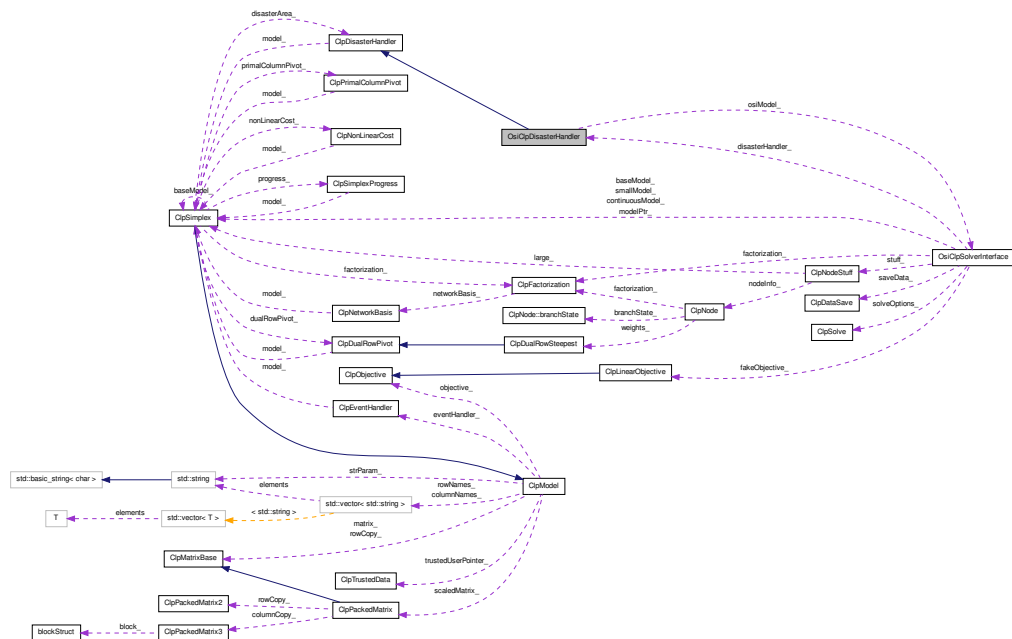 disasterArea_
model_
ClpDisasterHandler
primalColumnPivot_
ClpPrimalColumnPivot
model_
osiModel_
nonLinearCost_
ClpNonLinearCost
OsiClpDisasterHandler
model_
disasterHandler_
progress_
ClpSimplexProgress
baseModel_
model_
ClpSimplex
baseModel_
smallModel_
continuousModel_
modelPtr_
OsiClpSolverInterface
large_
factorization_
stuff_
ClpNodeStuff
factorization_
saveData_
nodeInfo_
ClpFactorization
factorization_
networkBasis_
model_
ClpNetworkBasis
ClpDataSave
solveOptions_
branchState_
ClpNode::branchState
ClpNode
dualRowPivot_
weights_
ClpSolve
model_
ClpDualRowPivot
ClpDualRowSteepest
model_
ClpObjective
ClpLinearObjective
fakeObjective_
objective_
ClpEventHandler
eventHandler_
strParam_
std::basic_string< char >
std::string
elements
rowNames_
columnNames_
ClpModel
std::vector< std::string >
T
elements
std::vector< T >
< std::string >
matrix_
rowCopy_
ClpMatrixBase
trustedUserPointer_
ClpTrustedData
scaledMatrix_
ClpPackedMatrix2
rowCopy_
ClpPackedMatrix
columnCopy_
blockStruct
block_
ClpPackedMatrix3